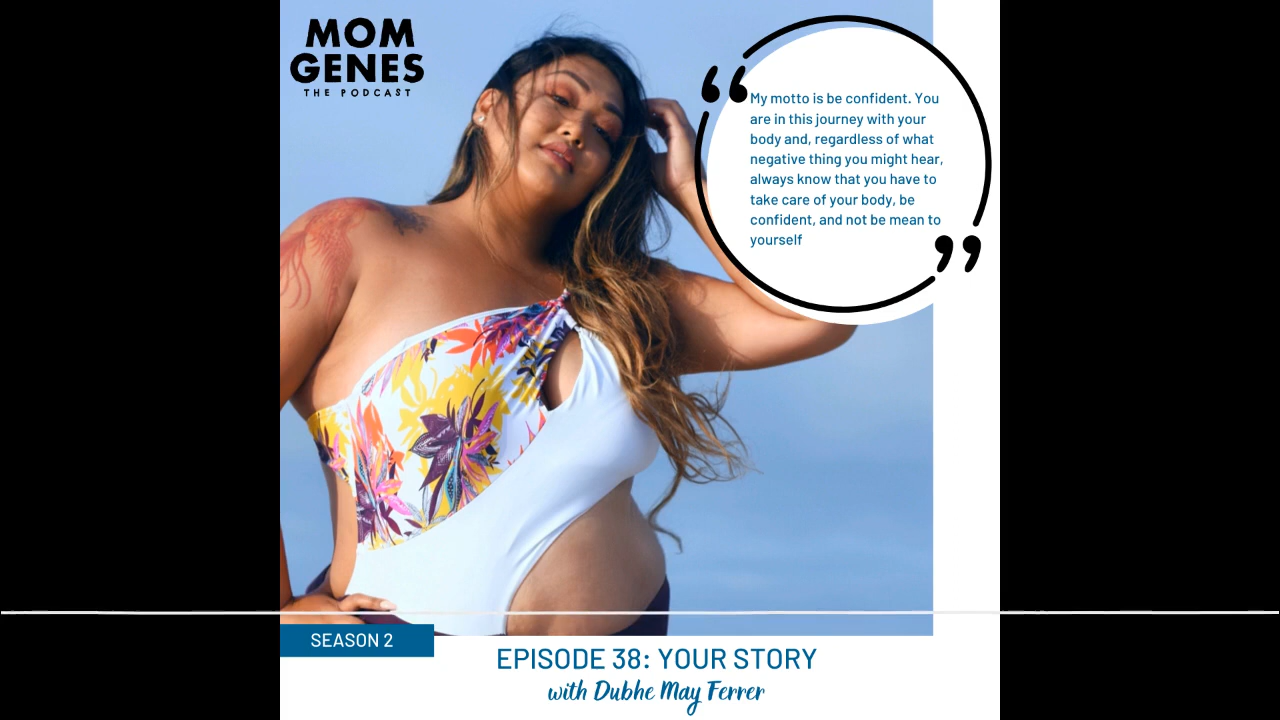 MOM
GENES
THE PODCAST
“My motto is be confident. You
are in this journey with your
body and, regardless of what
negative thing you might hear,
always know that you have to
take care of your body, be
confident, and not be mean to
yourself”
SEASON 2
EPISODE 38: YOUR STORY
with Dubhe May Ferrer